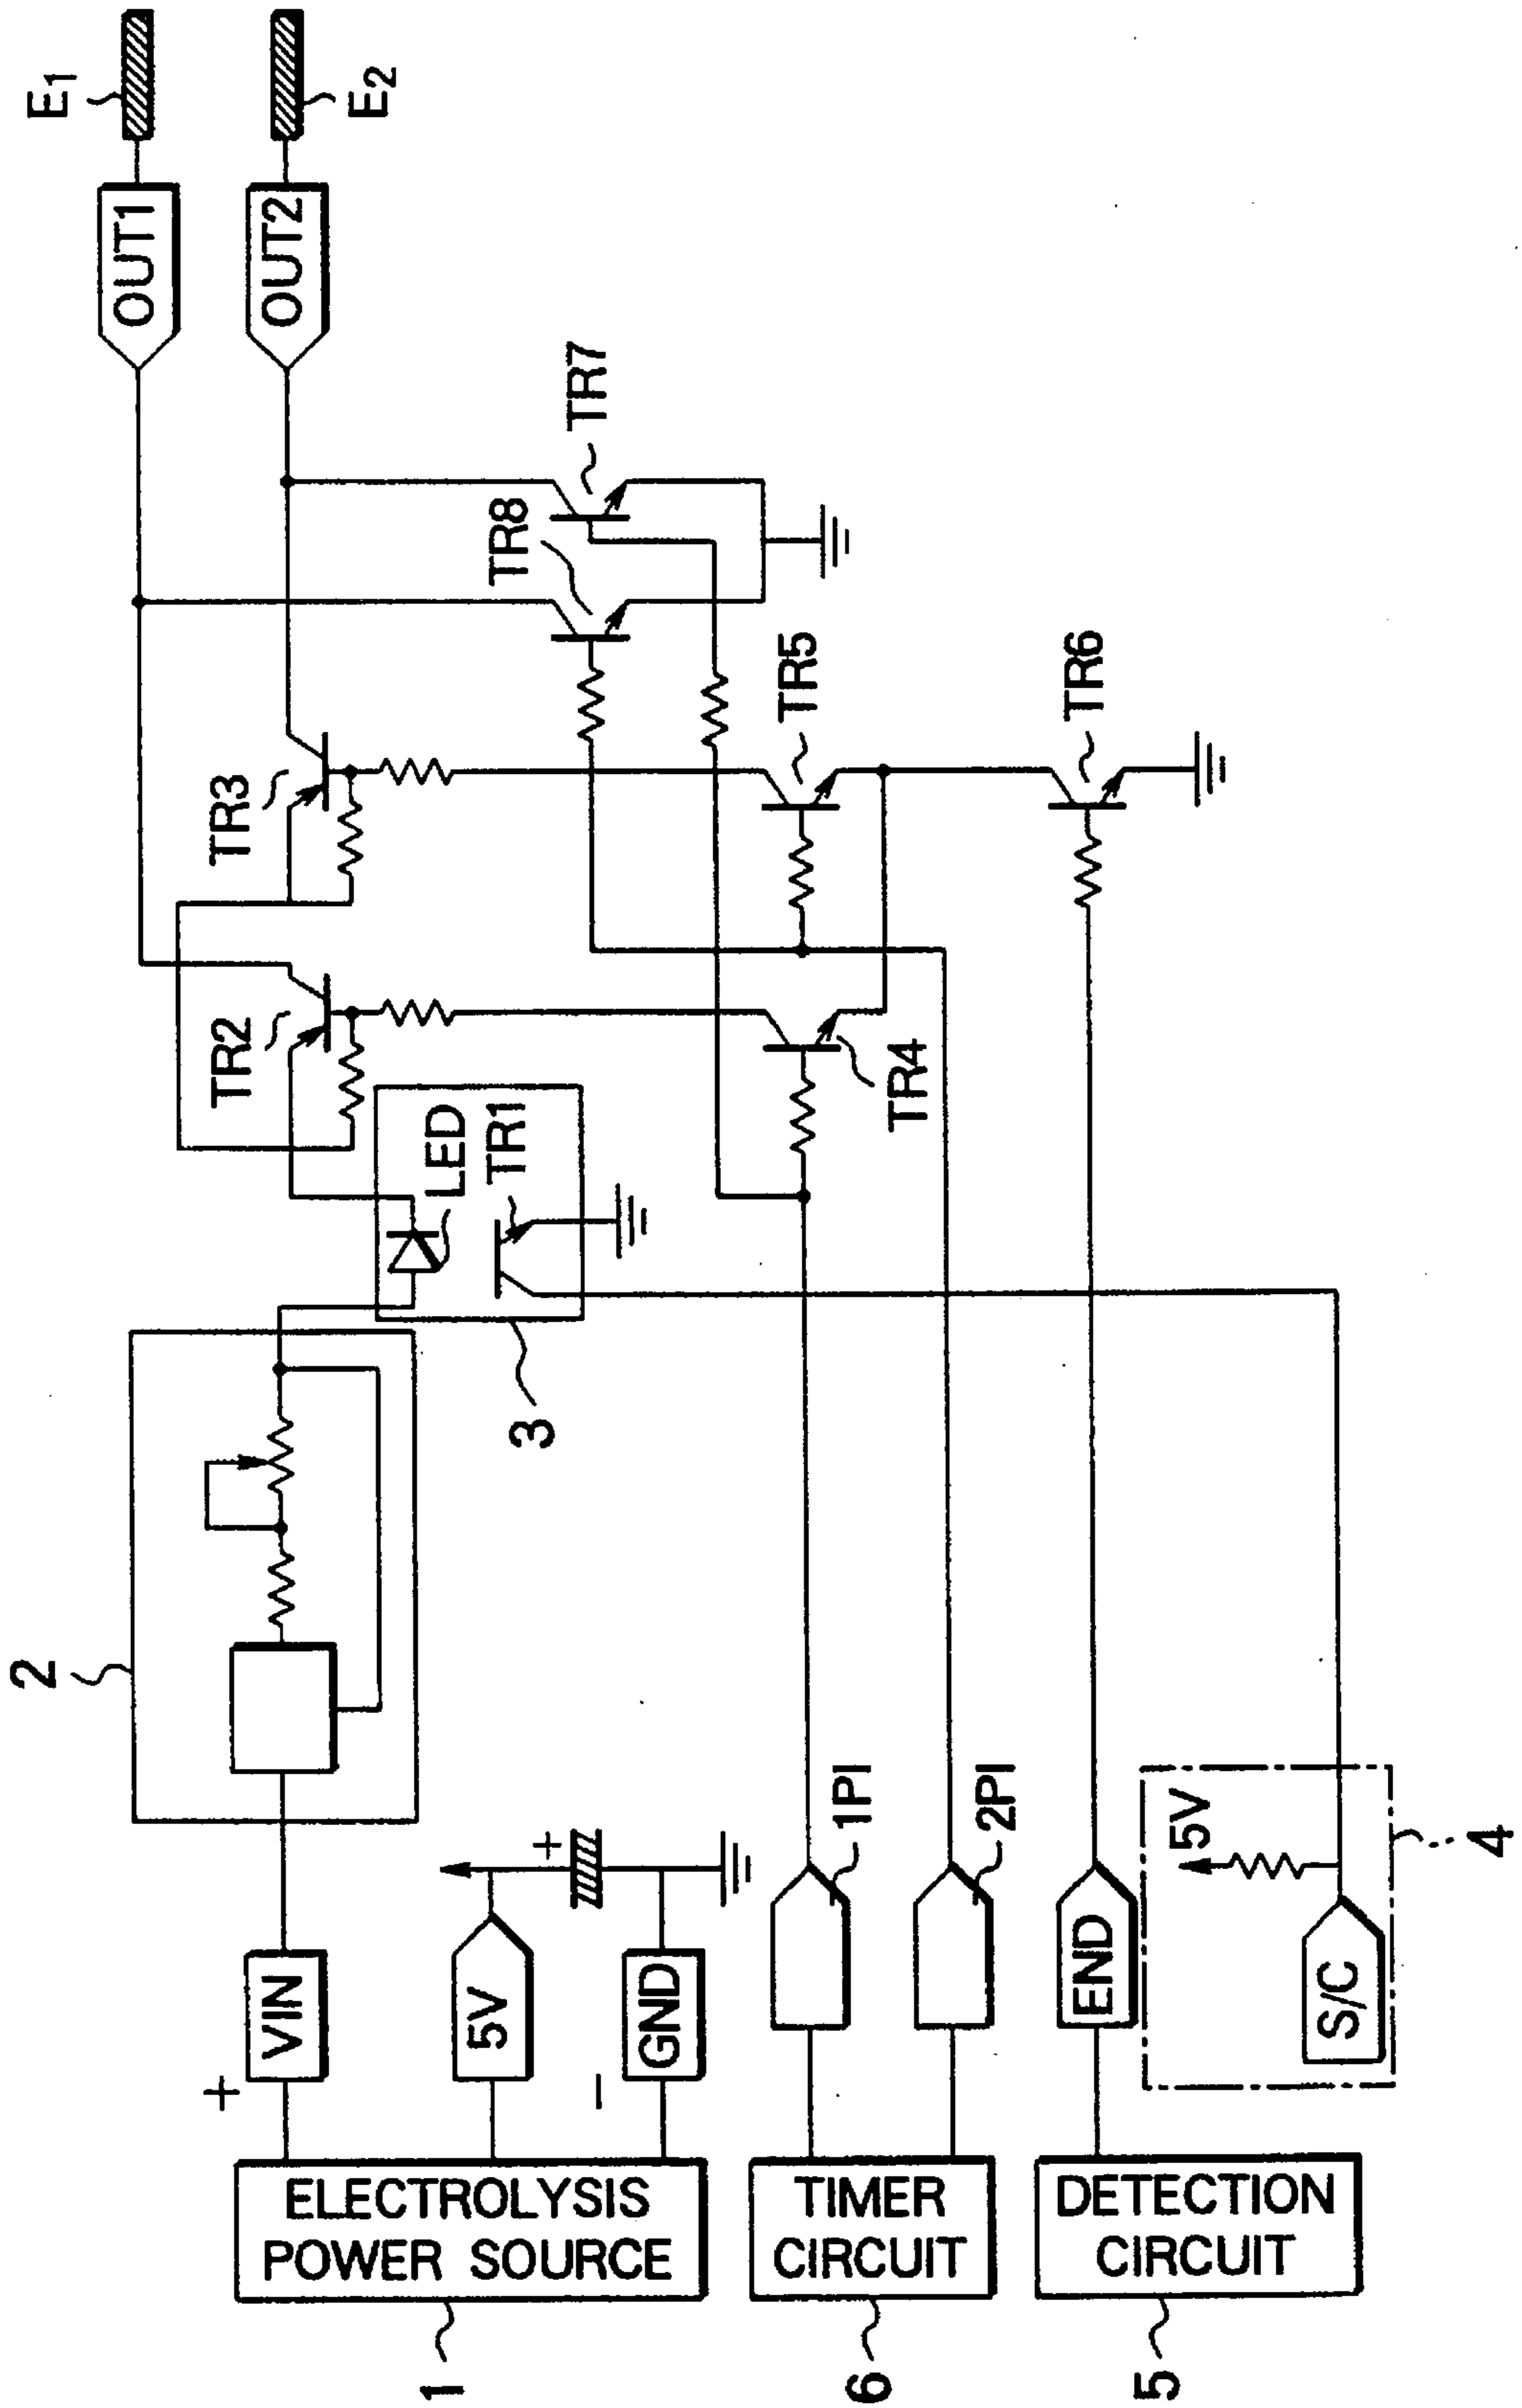 E1
E2
OUT1
OUT2
TR7
TR8
TR3
TR5
TR6
TR2
TR4
LED
TR1
3
2
VIN
+
5V
+
GND
-
1PI
2PI
END
5V
S/C
4
ELECTROLYSIS
POWER SOURCE
1
TIMER
CIRCUIT
6
DETECTION
CIRCUIT
5